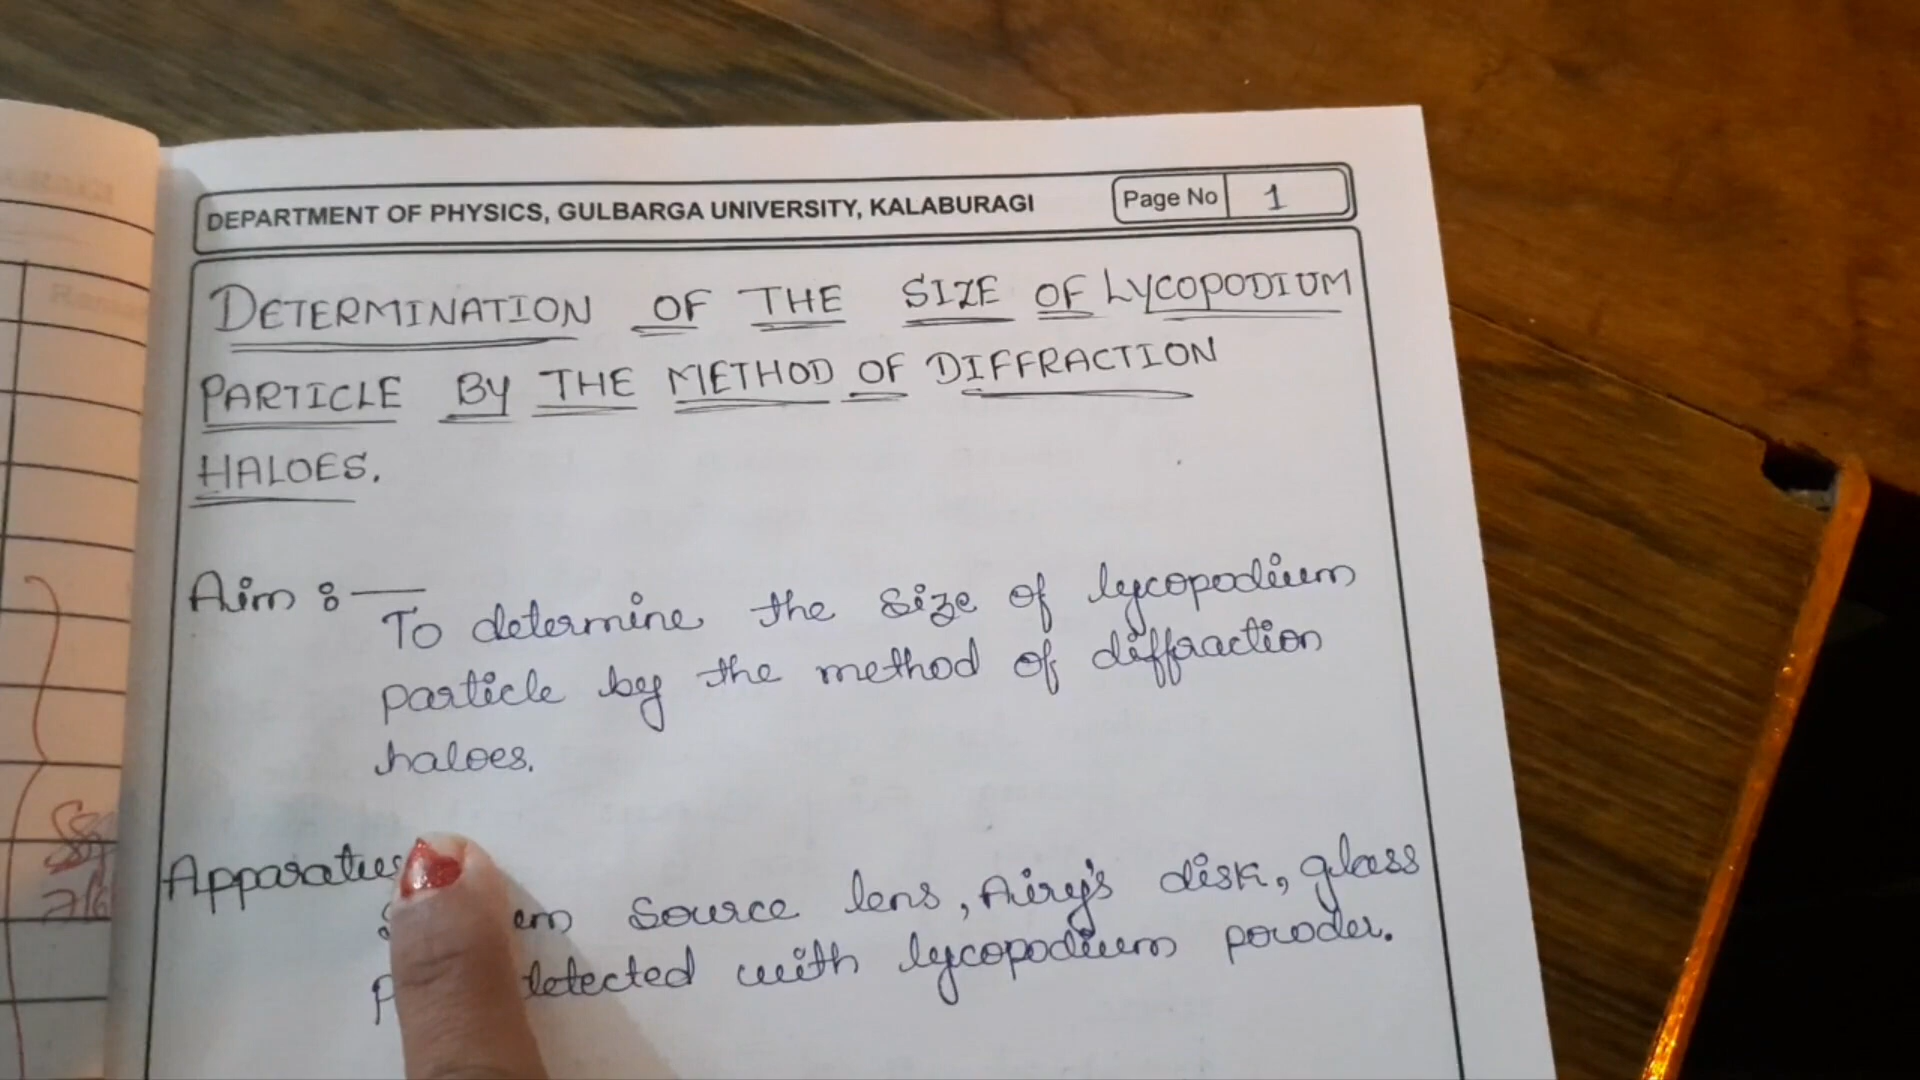 DEPARTMENT OF PHYSICS, GULBARGA UNIVERSITY, KALABURAGI
Page No 1
DETERMINATION OF THE SIZE OF LYCOPODIUM
PARTICLE BY THE METHOD OF DIFFRACTION
HALOES.
Aim :—
To determine the size of lycopodium
particle by the method of diffraction
haloes.
Apparatus
source lens, Airy's disk, glass
with lycopodium powder.